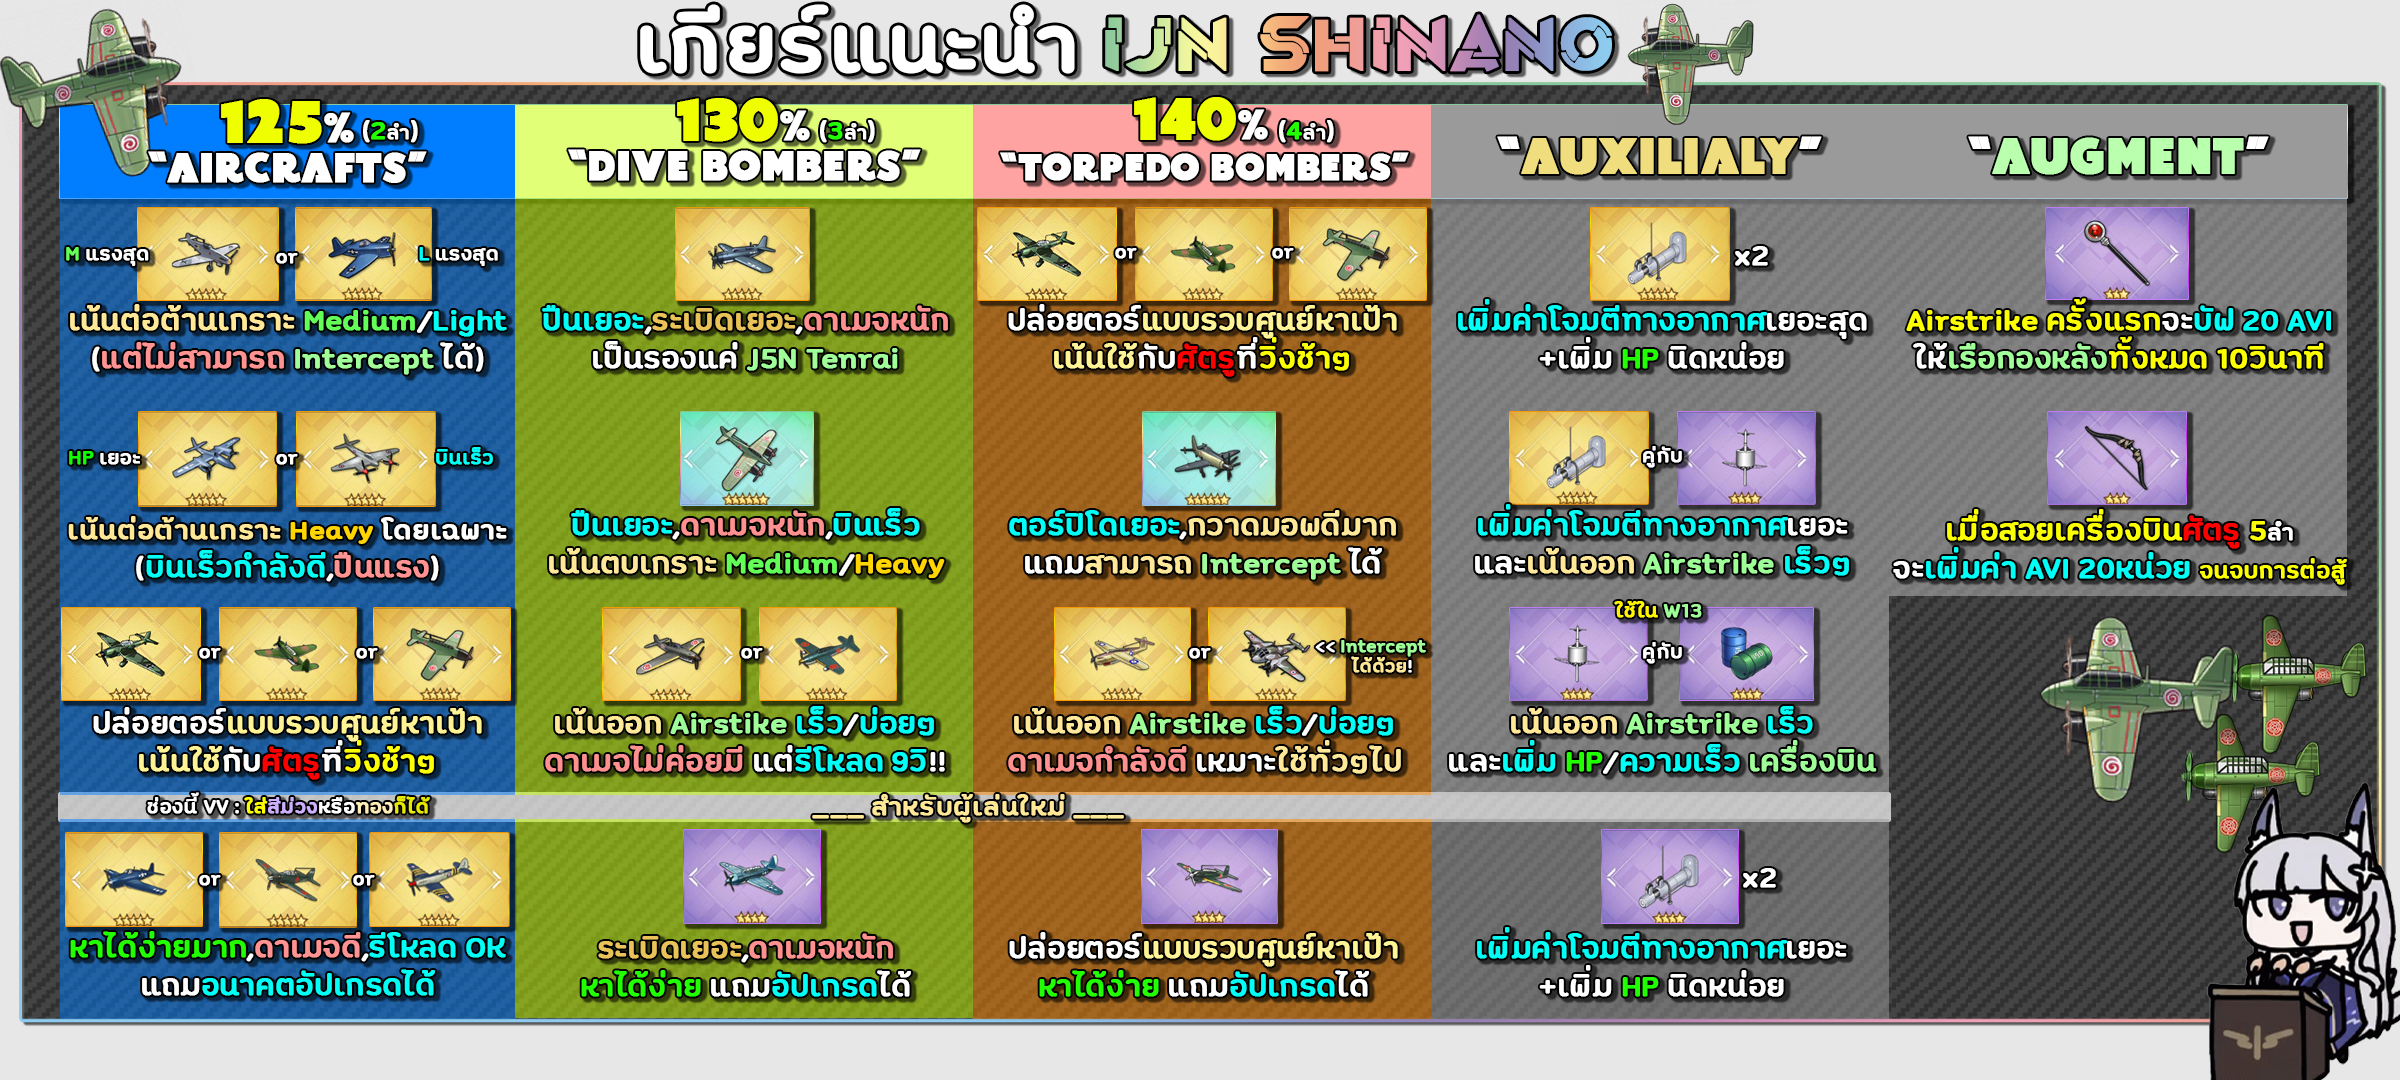 เกียร์แนะนำ IJN SHINANO
125% (2ลำ)
"AIRCRAFTS"
130% (3ลำ)
"DIVE BOMBERS"
140% (4ลำ)
"TORPEDO BOMBERS"
"AUXILIALY"
"AUGMENT"
M แรงสุด
or
L แรงสุด
เน้นต่อต้านเกราะ Medium/Light
(แต่ไม่สามารถ Intercept ได้)
ปืนเยอะ,ระเบิดเยอะ,ดาเมจหนัก
เป็นรองแค่ J5N Tenrai
or
or
ปล่อยตอร์แบบรวบศูนย์หาเป้า
เน้นใช้กับศัตรูที่วิ่งช้าๆ
x2
เพิ่มค่าโจมตีทางอากาศเยอะสุด
+เพิ่ม HP นิดหน่อย
Airstrike ครั้งแรกจะบัฟ 20 AVI
ให้เรือกองหลังทั้งหมด 10วินาที
HP เยอะ
or
บินเร็ว
เน้นต่อต้านเกราะ Heavy โดยเฉพาะ
(บินเร็วกำลังดี,ปืนแรง)
ปืนเยอะ,ดาเมจหนัก,บินเร็ว
เน้นตบเกราะ Medium/Heavy
ตอร์ปิโดเยอะ,กวาดมอพดีมาก
แถมสามารถ Intercept ได้
คู่กับ
เพิ่มค่าโจมตีทางอากาศเยอะ
และเน้นออก Airstrike เร็วๆ
เมื่อสอยเครื่องบินศัตรู 5ลำ
จะเพิ่มค่า AVI 20หน่วย จนจบการต่อสู้
or
or
ปล่อยตอร์แบบรวบศูนย์หาเป้า
เน้นใช้กับศัตรูที่วิ่งช้าๆ
or
เน้นออก Airstike เร็ว/บ่อยๆ
ดาเมจไม่ค่อยมี แต่รีโหลด 9วิ!!
or
<< Intercept
ได้ด้วย!
เน้นออก Airstike เร็ว/บ่อยๆ
ดาเมจกำลังดี เหมาะใช้ทั่วๆไป
ใช้ใน W13
คู่กับ
เน้นออก Airstrike เร็ว
และเพิ่ม HP/ความเร็ว เครื่องบิน
ช่องนี้ VV : ใส่สีม่วงหรือทองก็ได้
___ สำหรับผู้เล่นใหม่ ___
or
or
หาได้ง่ายมาก,ดาเมจดี,รีโหลด OK
แถมอนาคตอัปเกรดได้
ระเบิดเยอะ,ดาเมจหนัก
หาได้ง่าย แถมอัปเกรดได้
ปล่อยตอร์แบบรวบศูนย์หาเป้า
หาได้ง่าย แถมอัปเกรดได้
x2
เพิ่มค่าโจมตีทางอากาศเยอะ
+เพิ่ม HP นิดหน่อย